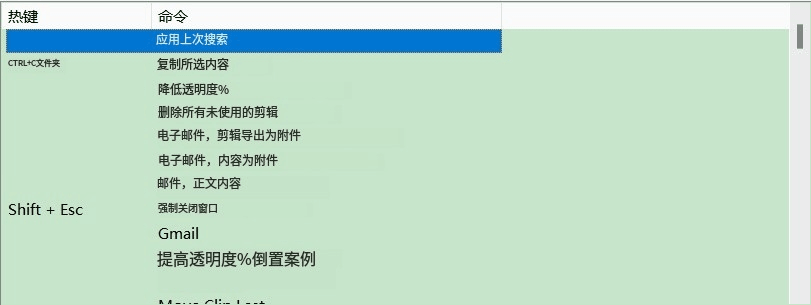 热键 命令
应用上次搜索
CTRL+C文件夹 复制所选内容
降低透明度%
删除所有未使用的剪辑
电子邮件，剪辑导出为附件
电子邮件，内容为附件
邮件，正文内容
Shift + Esc 强制关闭窗口
Gmail
提高透明度%倒置案例
Move Clip Last